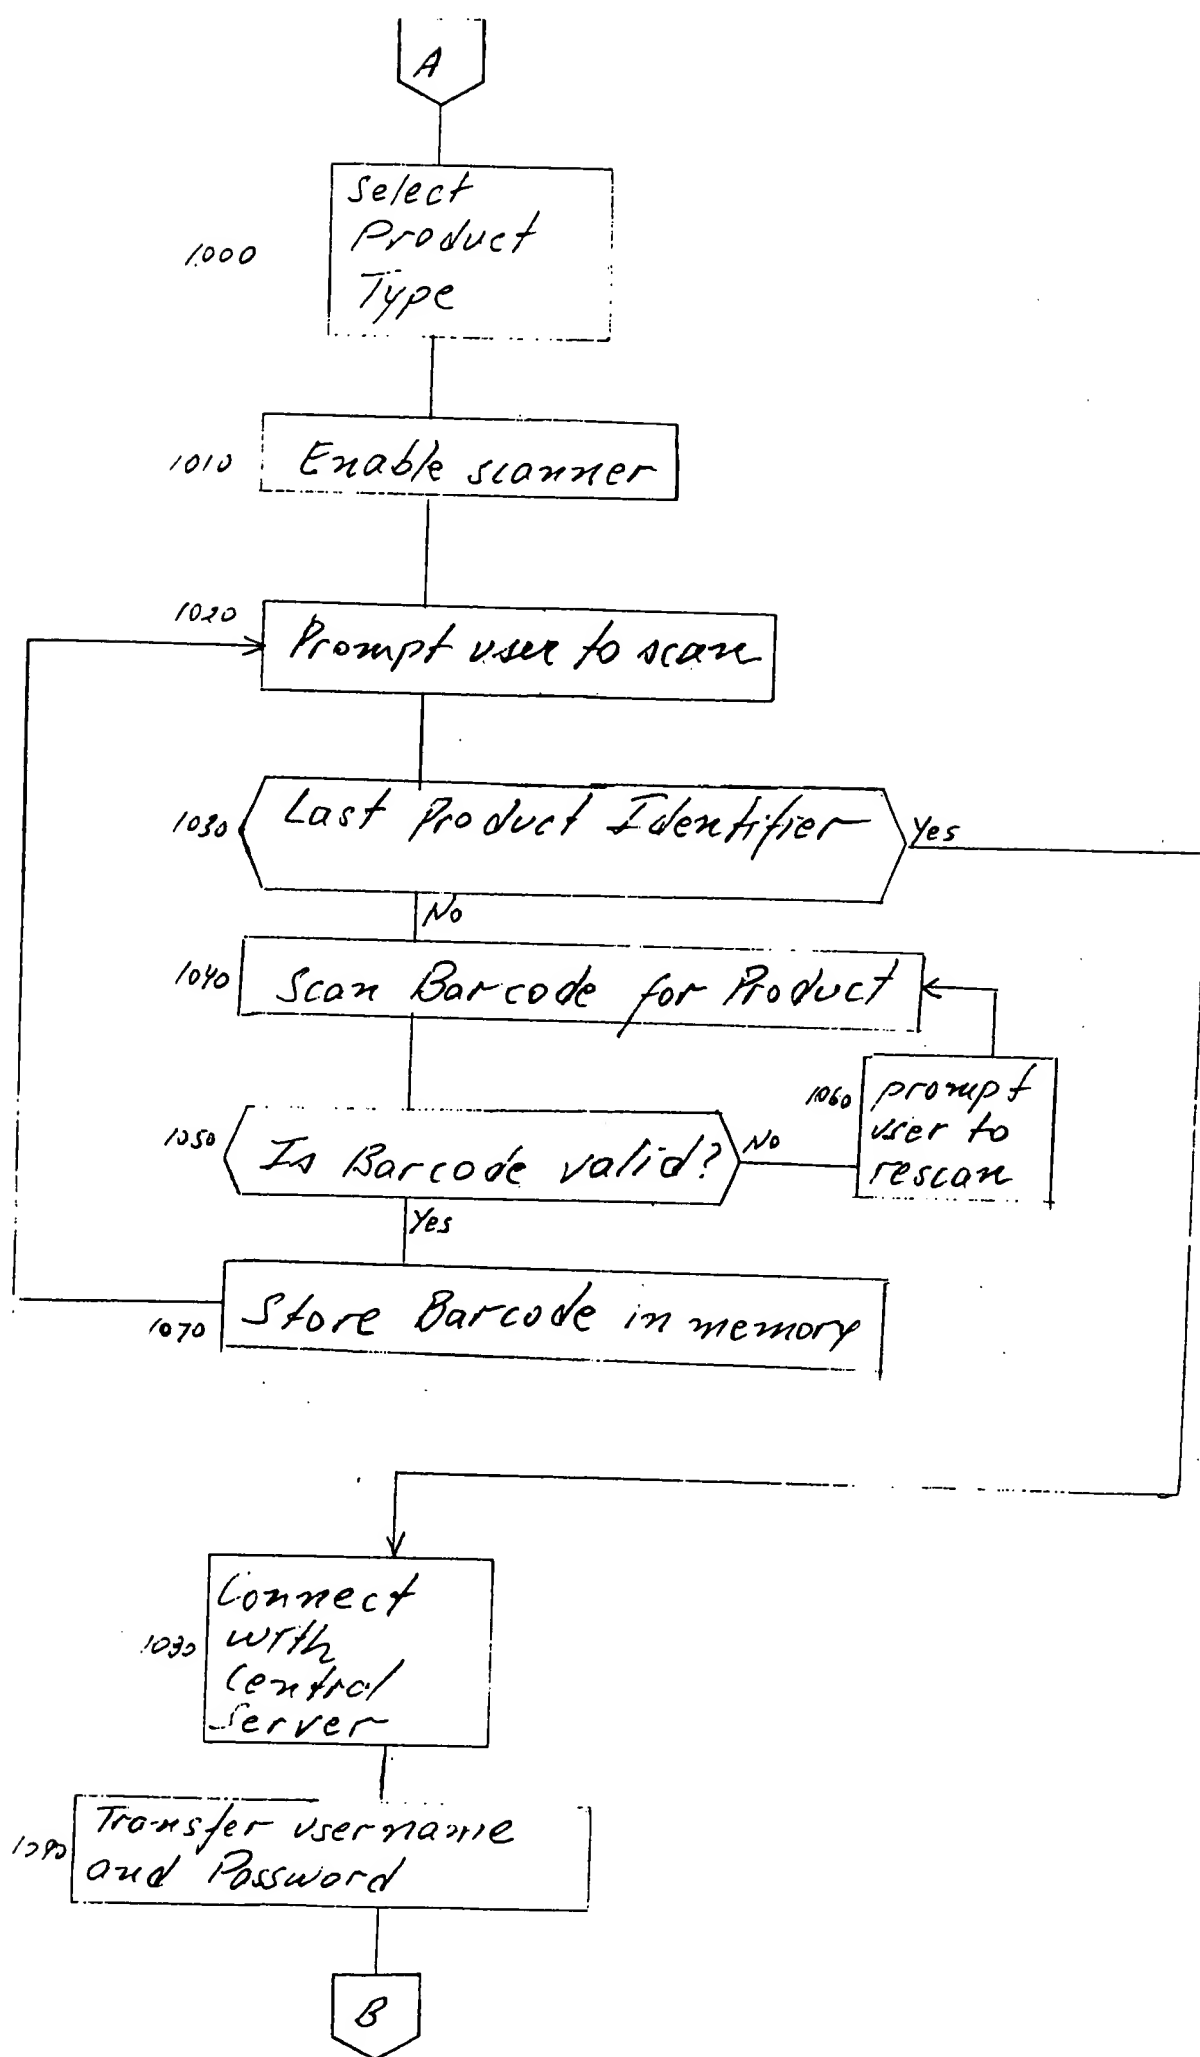 A
Select
Product
Type
1000
1010
Enable scanner
1020
Prompt user to scan
1030
Last Product Identifier
Yes
No
1040
Scan Barcode for Product
1050
Is Barcode valid?
No
1060
prompt
user to
rescan
Yes
1070
Store Barcode in memory
Connect
with
Central
Server
Transfer username
and Password
B